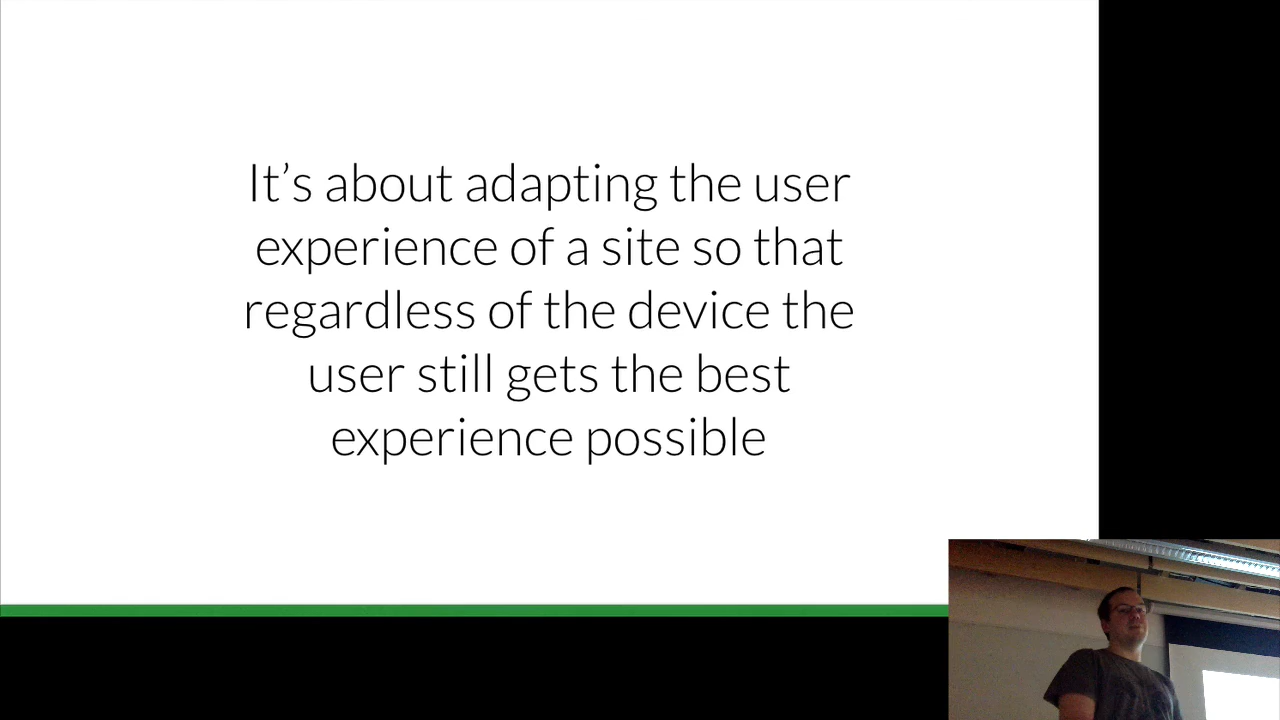 It’s about adapting the user
experience of a site so that
regardless of the device the
user still gets the best
experience possible